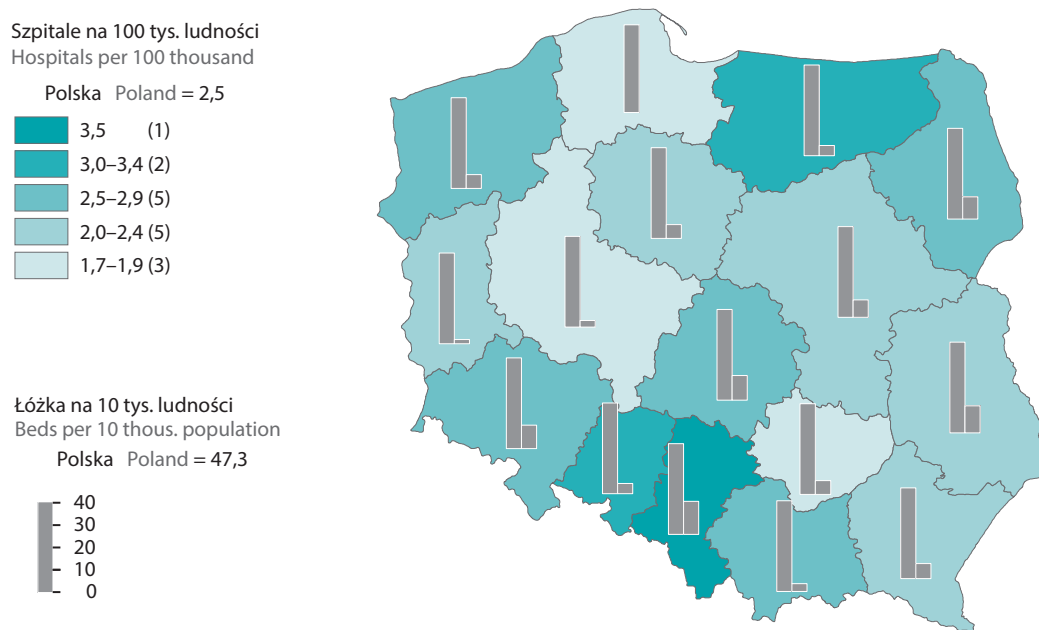 Szpitale na 100 tys. ludności
Hospitals per 100 thousand
Polska Poland = 2,5
3,5 (1)
3,0–3,4 (2)
2,5–2,9 (5)
2,0–2,4 (5)
1,7–1,9 (3)
Łóżka na 10 tys. ludności
Beds per 10 thous. population
Polska Poland = 47,3
40
30
20
10
0